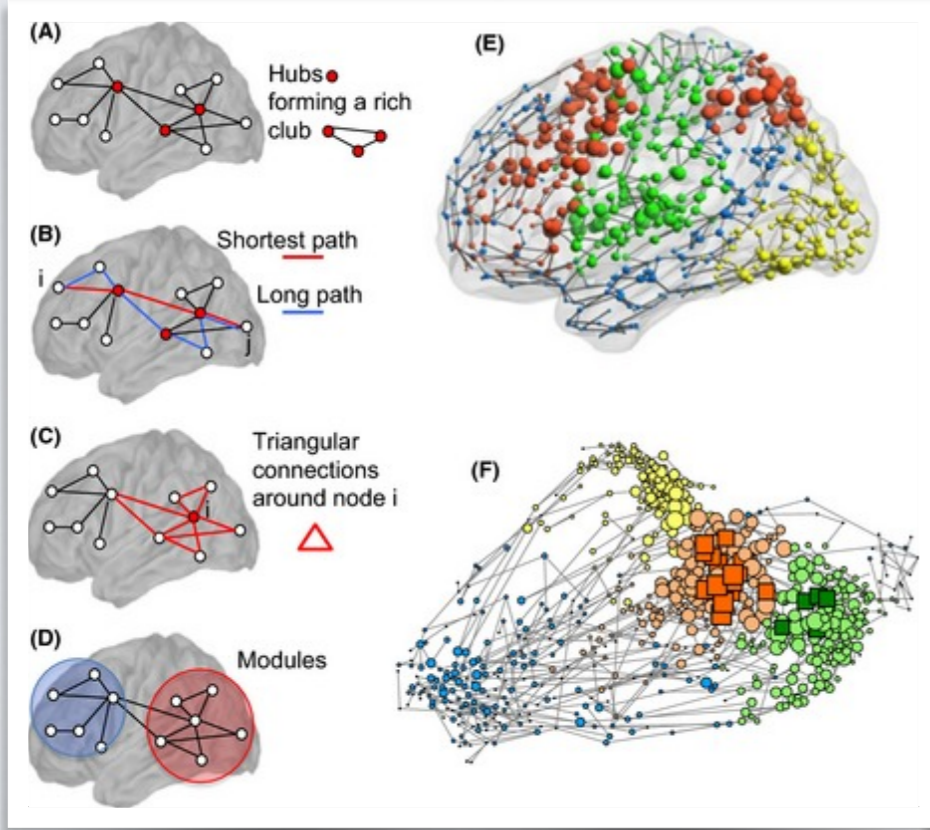 (A)
Hubs
forming a rich
club
(B)
Shortest path
i
Long path
j
(C)
Triangular
connections
around node i
i
(D)
Modules
(E)
(F)